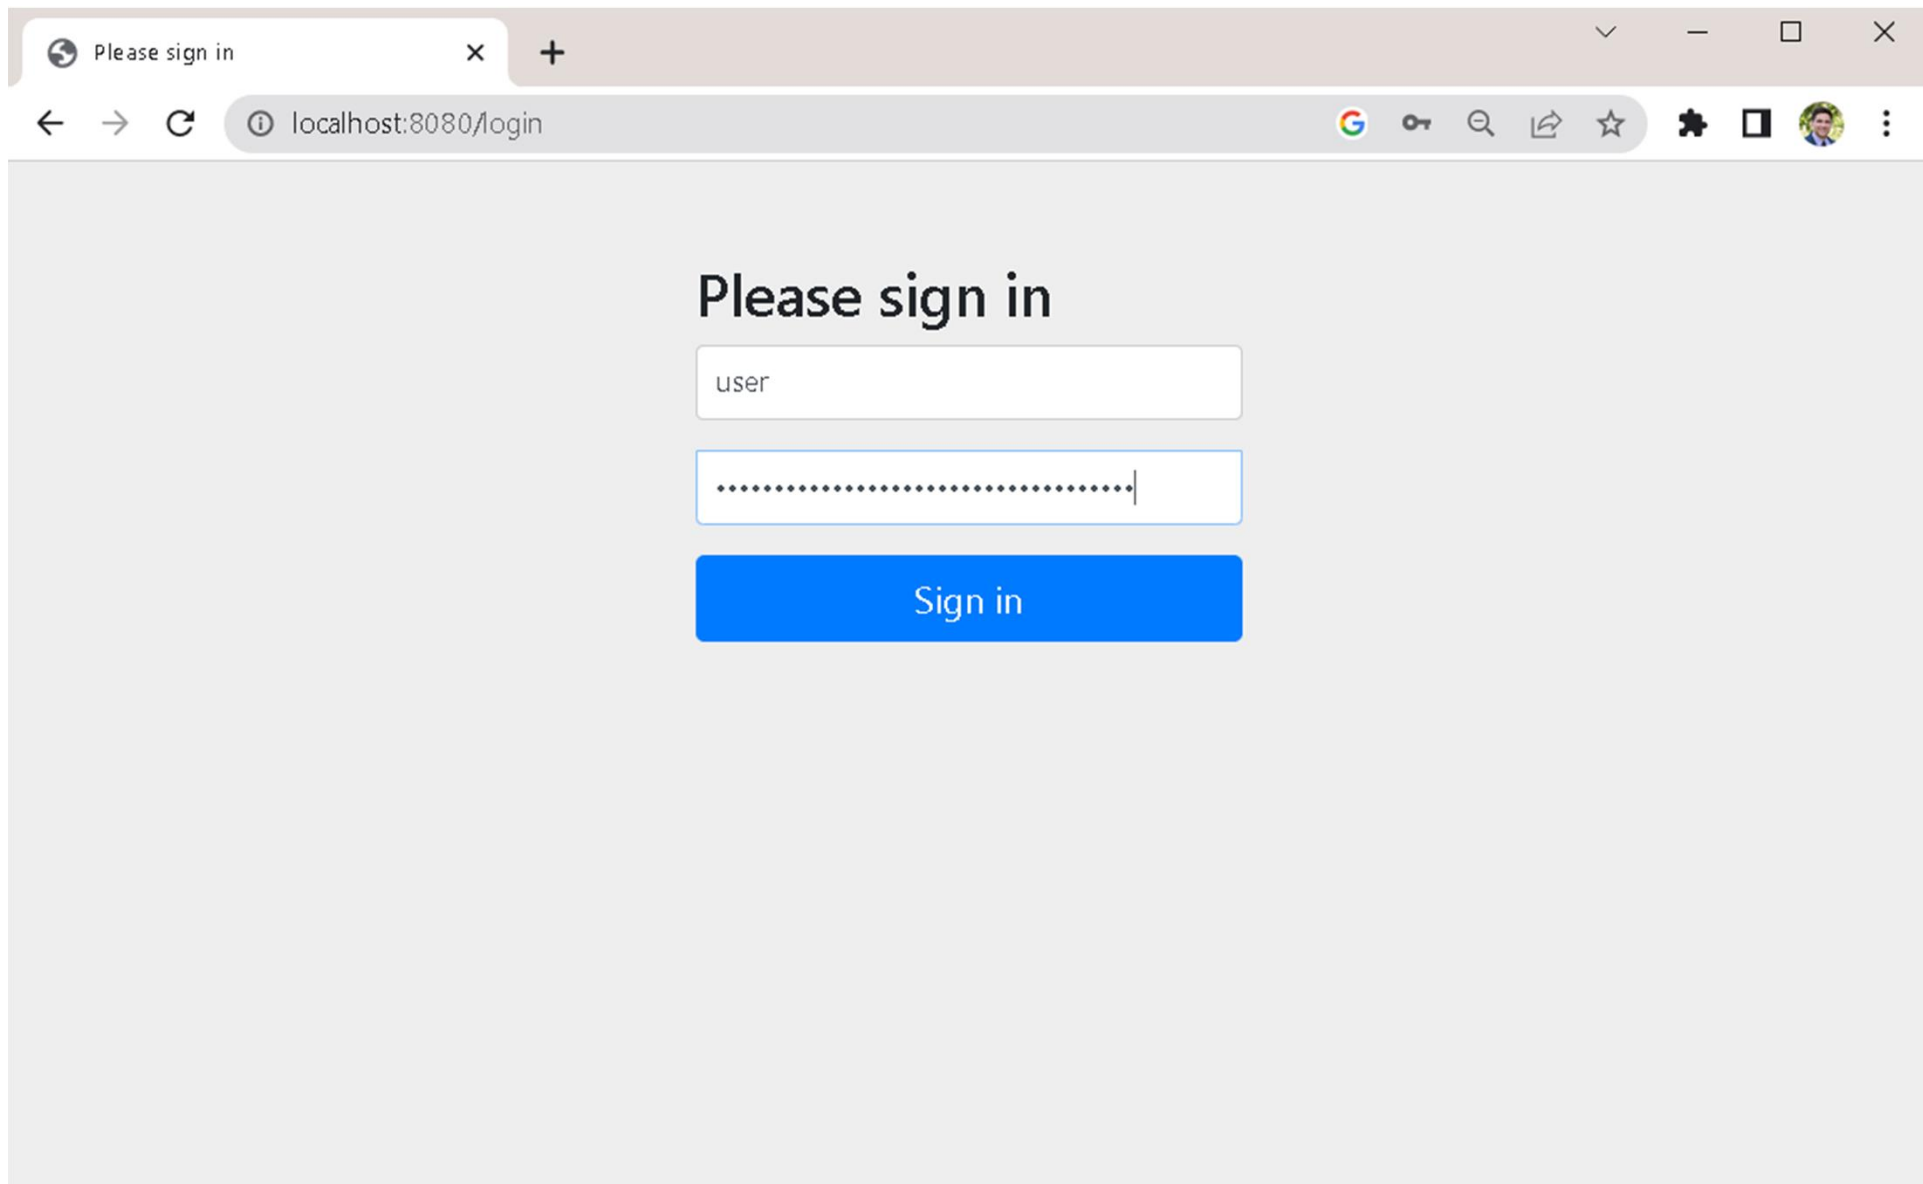 Please sign in
localhost:8080/login
Please sign in
user
••••••••••••••••••••••••••••••••••••
Sign in